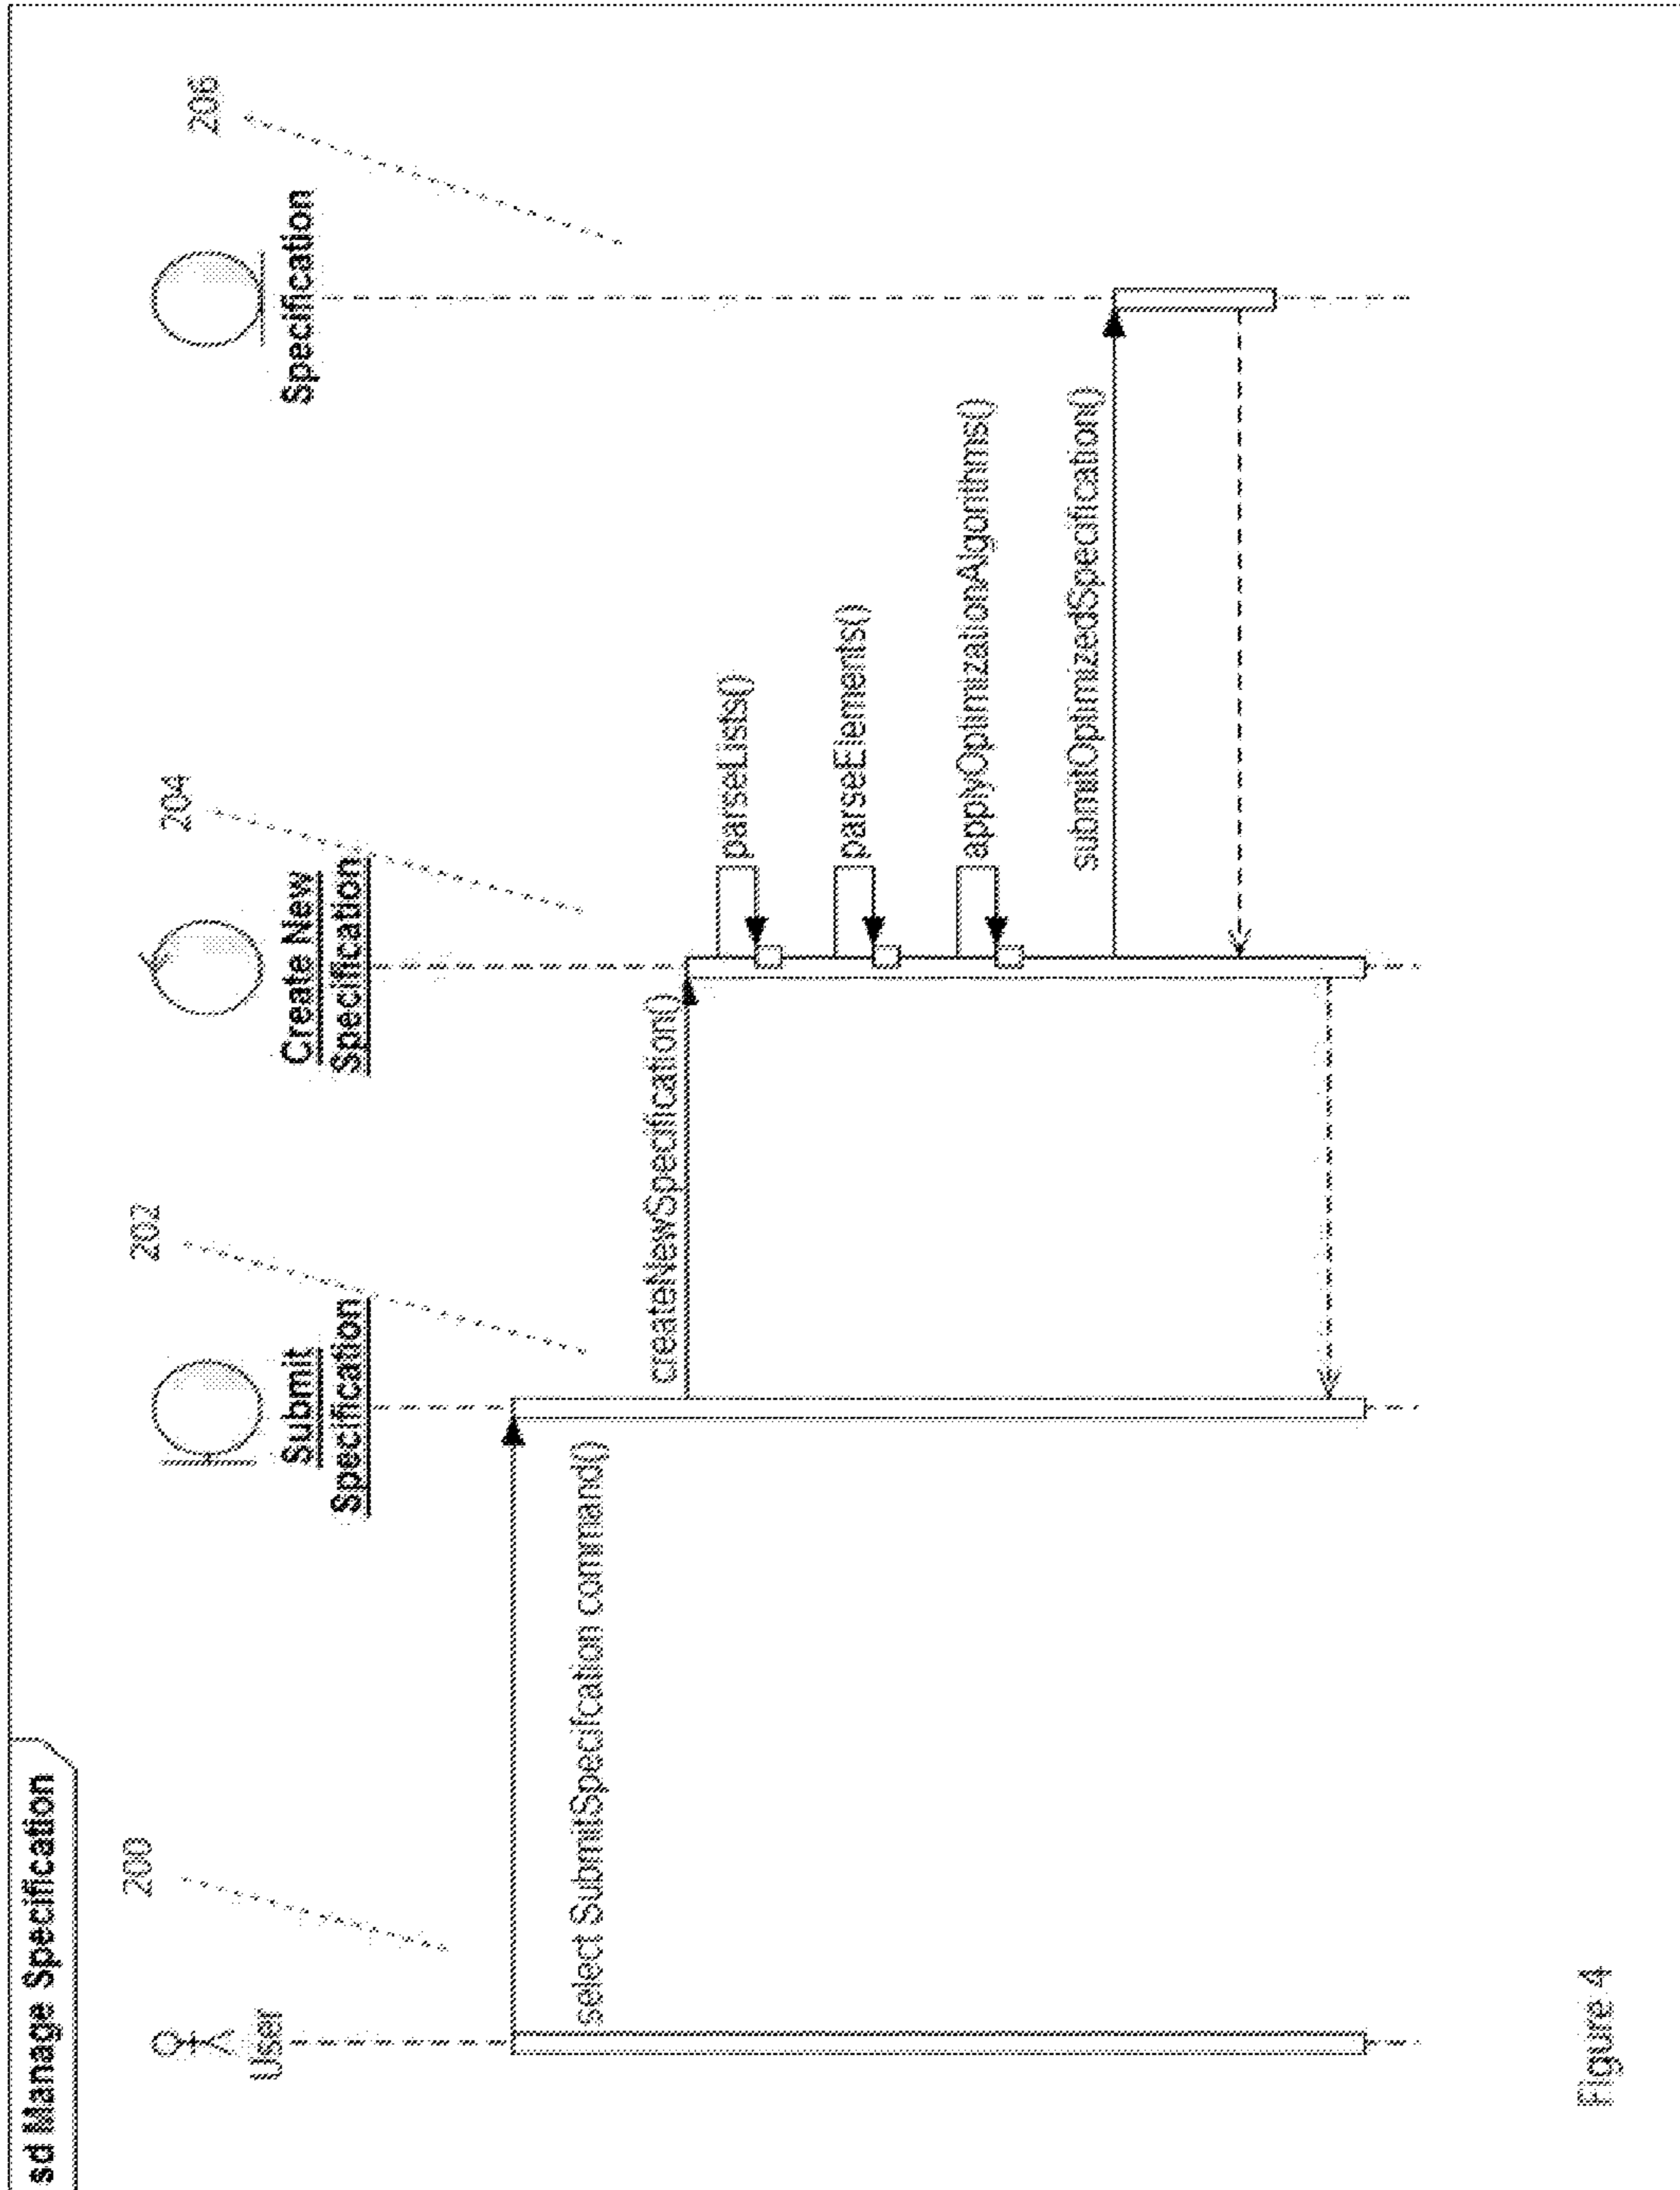 sd Manage Specification
200
202
204
206
User
Submit
Specification
Create New
Specification
Specification
select SubmitSpecifcation command()
createNewSpecification()
parseLists()
parseElements()
applyOptimizationAlgorithms()
submitOptimizedSpecification()
Figure 4